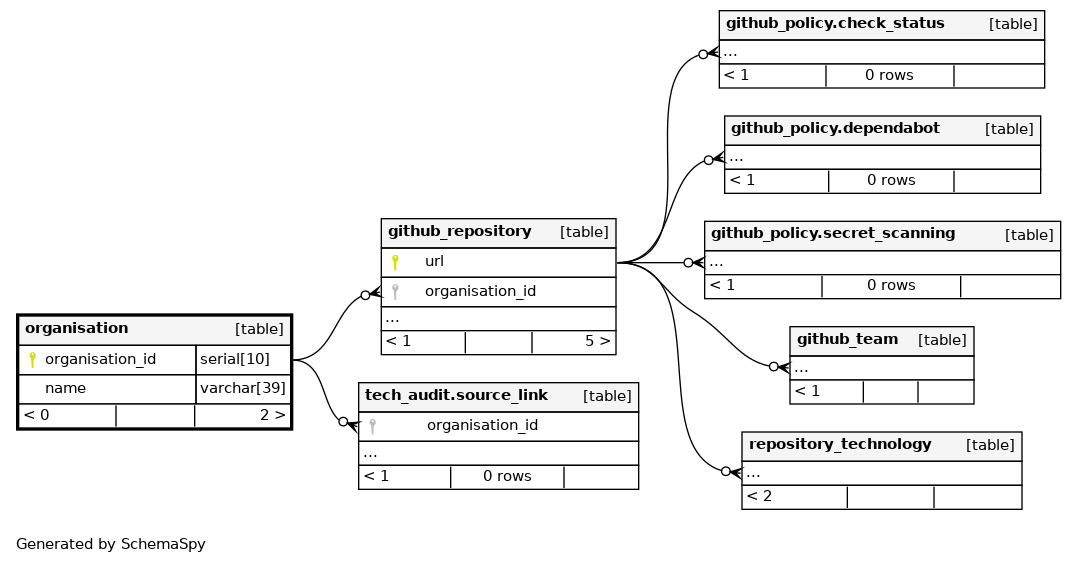 github_policy.check_status [table]
...
< 1 0 rows
github_policy.dependabot [table]
...
< 1 0 rows
github_policy.secret_scanning [table]
...
< 1 0 rows
github_repository [table]
url
organisation_id
...
< 1 5 >
organisation [table]
organisation_id serial[10]
name varchar[39]
< 0 2 >
github_team [table]
...
< 1
tech_audit.source_link [table]
organisation_id
...
< 1 0 rows
repository_technology [table]
...
< 2
Generated by SchemaSpy